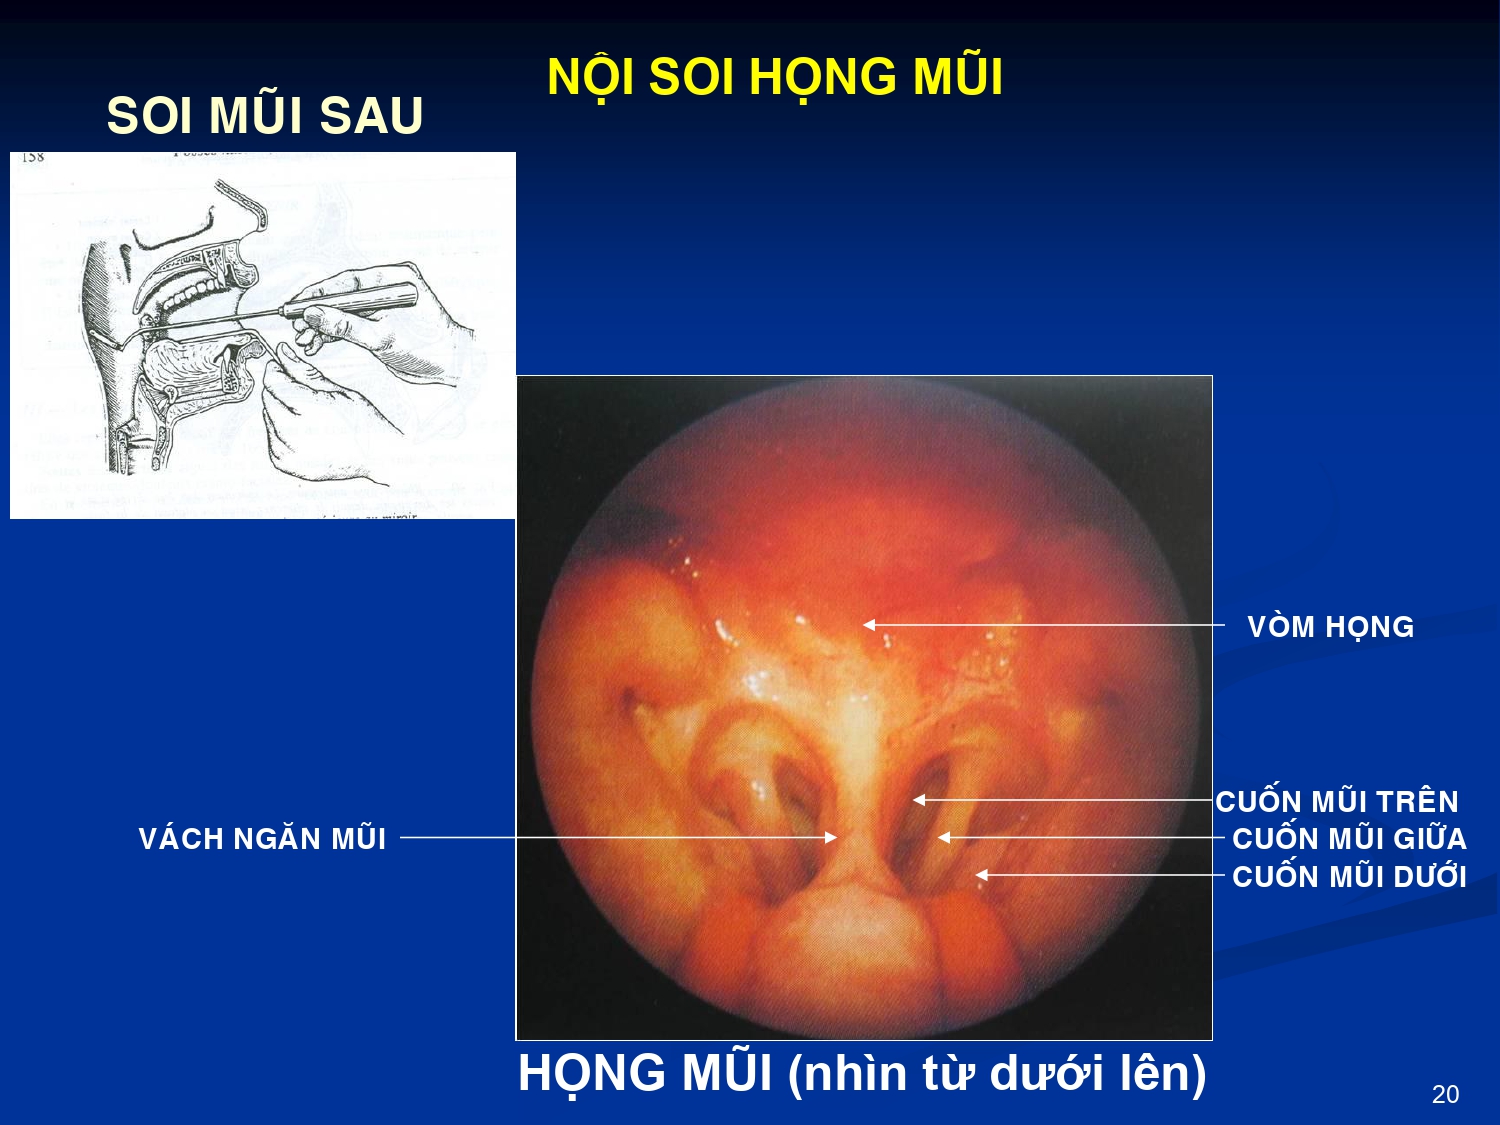 NỘI SOI HỌNG MŨI
SOI MŨI SAU
158
VÒM HỌNG
CUỐN MŨI TRÊN
VÁCH NGĂN MŨI
CUỐN MŨI GIỮA
CUỐN MŨI DƯỚI
HỌNG MŨI (nhìn từ dưới lên)
20